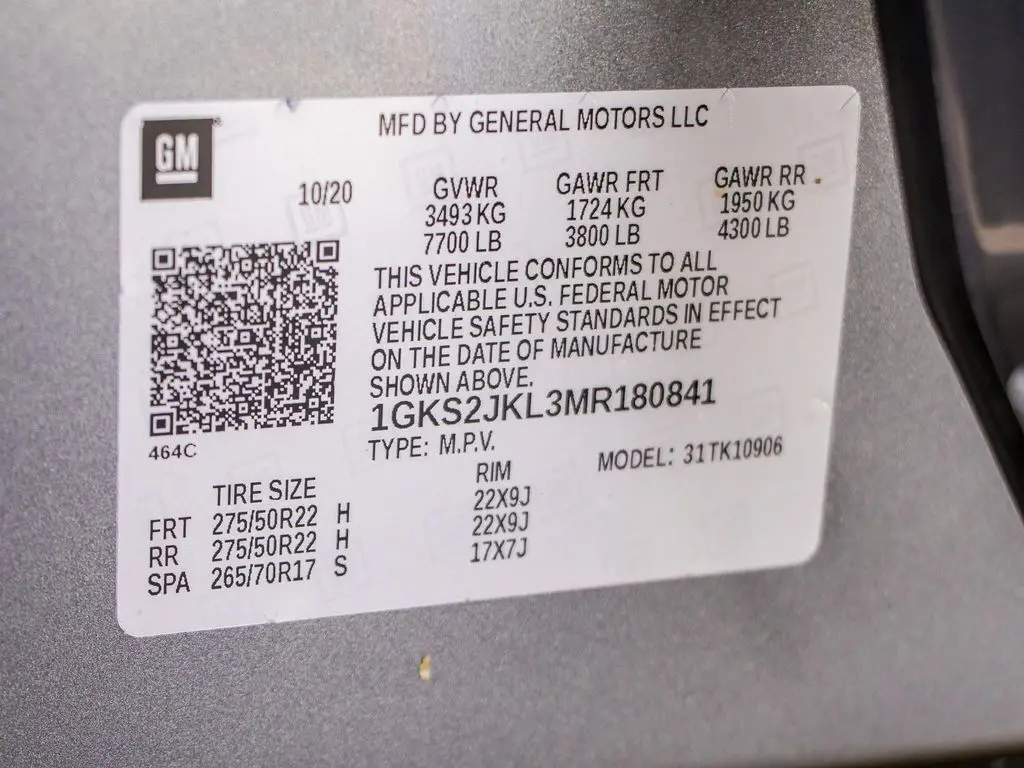 GM
MFD BY GENERAL MOTORS LLC
10/20
GVWR
3493 KG
7700 LB
GAWR FRT
1724 KG
3800 LB
GAWR RR
1950 KG
4300 LB
THIS VEHICLE CONFORMS TO ALL
APPLICABLE U.S. FEDERAL MOTOR
VEHICLE SAFETY STANDARDS IN EFFECT
ON THE DATE OF MANUFACTURE
SHOWN ABOVE.
1GKS2JKL3MR180841
464C
TYPE: M.P.V.
MODEL: 31TK10906
TIRE SIZE RIM
FRT 275/50R22 H 22X9J
RR 275/50R22 H 22X9J
SPA 265/70R17 S 17X7J